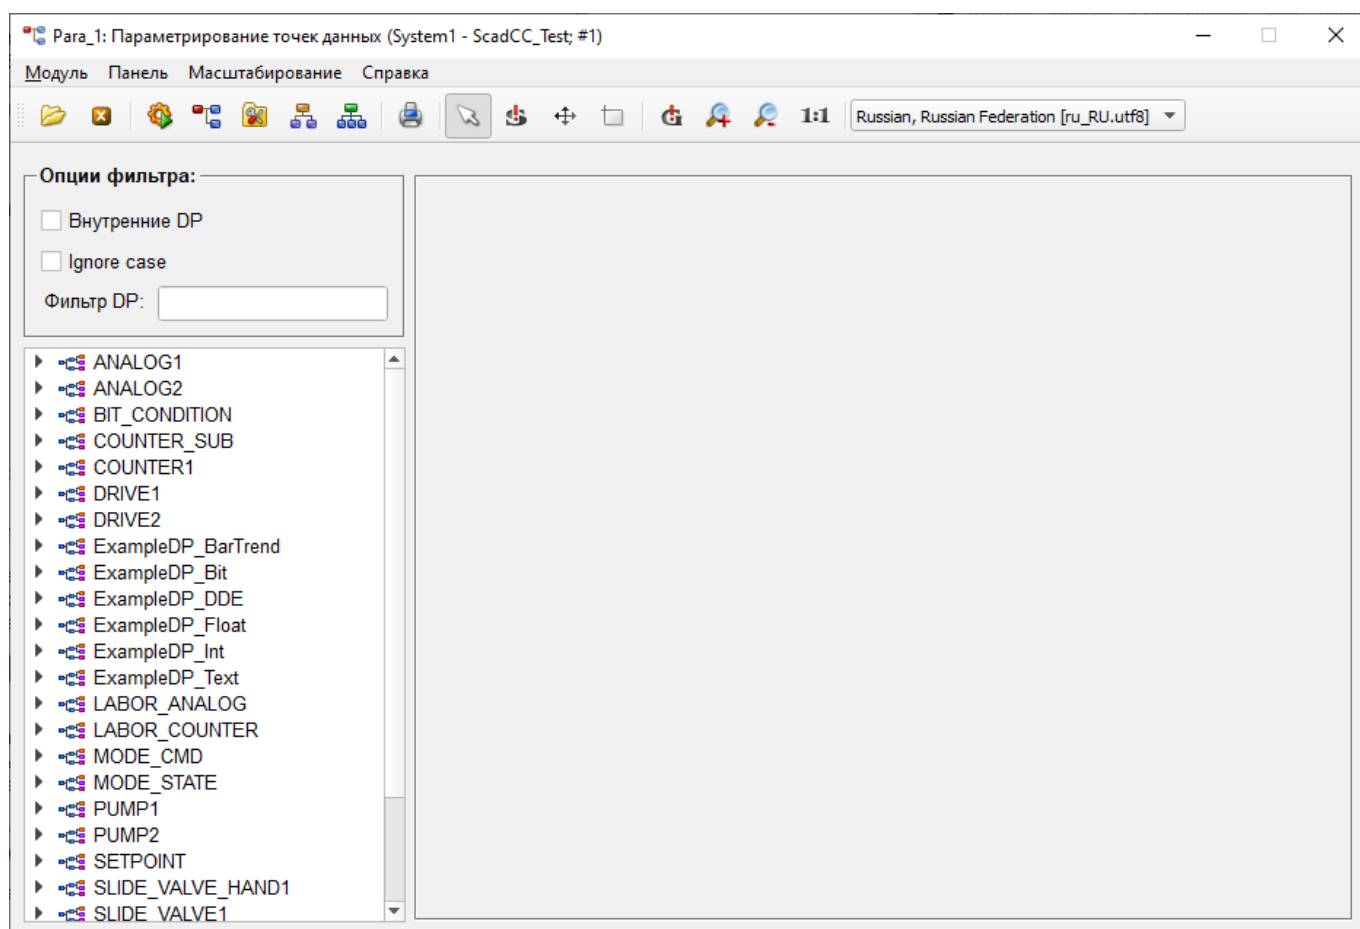 Para_1: Параметрирование точек данных (System1 - ScadCC_Test; #1)
Модуль Панель Масштабирование Справка
1:1 Russian, Russian Federation [ru_RU.utf8]
Опции фильтра:
Внутренние DP
Ignore case
Фильтр DP:
ANALOG1
ANALOG2
BIT_CONDITION
COUNTER_SUB
COUNTER1
DRIVE1
DRIVE2
ExampleDP_BarTrend
ExampleDP_Bit
ExampleDP_DDE
ExampleDP_Float
ExampleDP_Int
ExampleDP_Text
LABOR_ANALOG
LABOR_COUNTER
MODE_CMD
MODE_STATE
PUMP1
PUMP2
SETPOINT
SLIDE_VALVE_HAND1
SLIDE_VALVE1